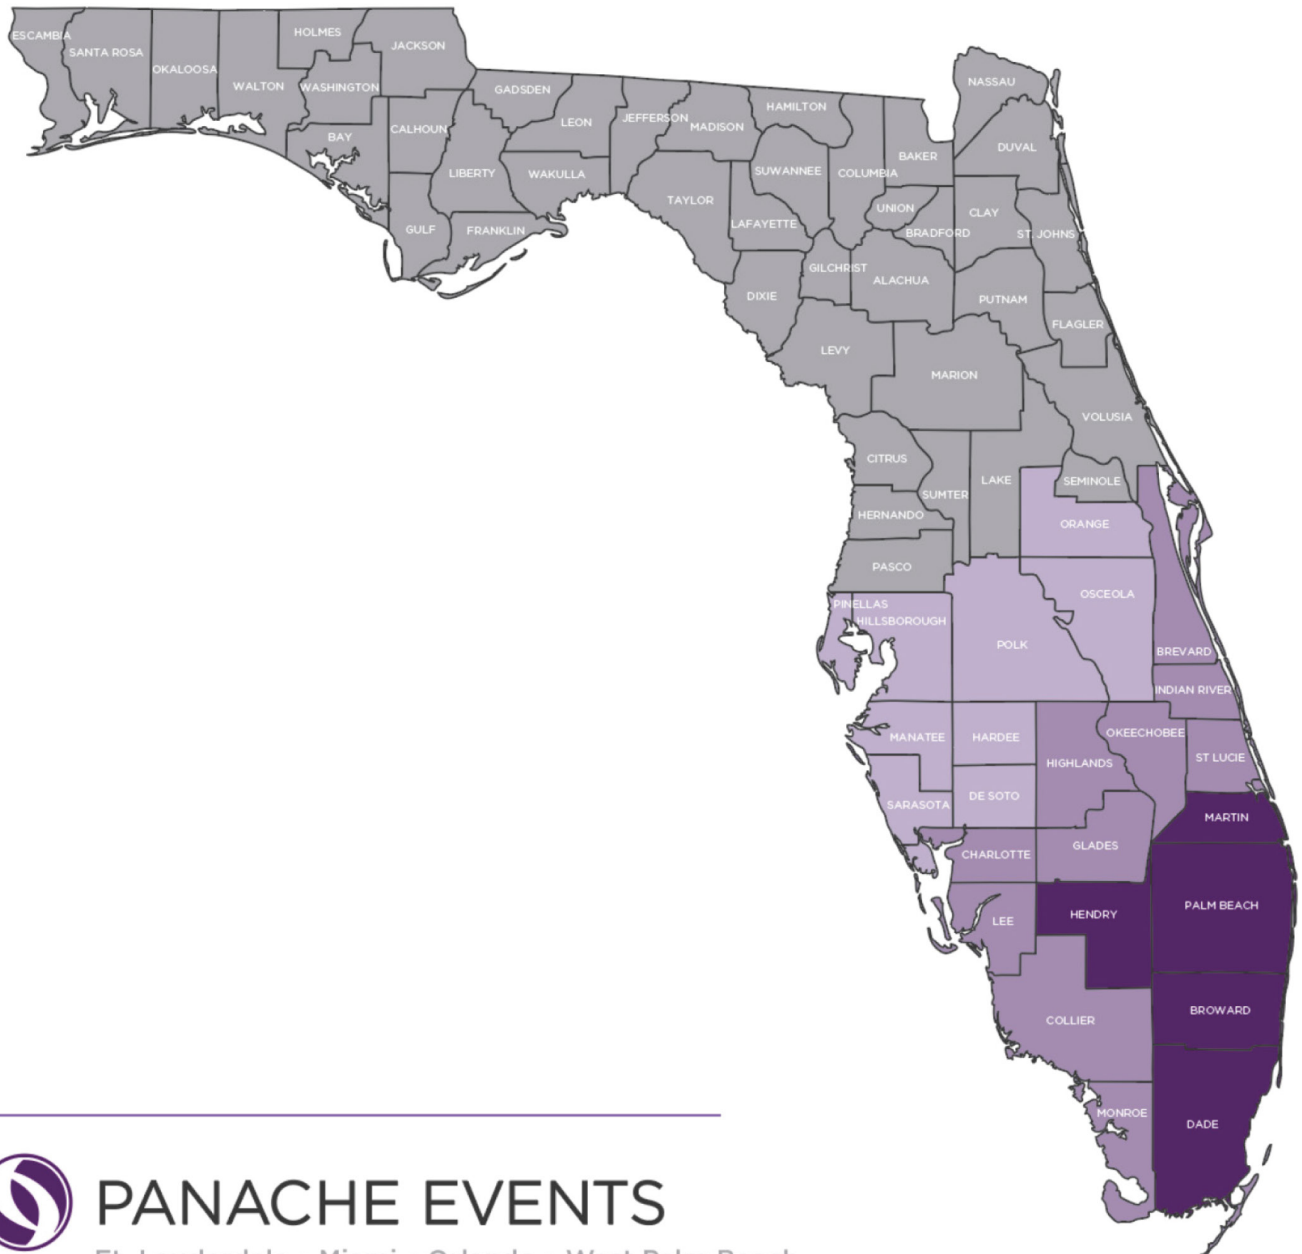 ESCAMBIA
SANTA ROSA
OKALOOSA
WALTON
HOLMES
WASHINGTON
JACKSON
BAY
CALHOUN
GULF
GADSDEN
LIBERTY
FRANKLIN
LEON
WAKULLA
JEFFERSON
MADISON
TAYLOR
HAMILTON
SUWANNEE
LAFAYETTE
DIXIE
COLUMBIA
GILCHRIST
BAKER
UNION
BRADFORD
ALACHUA
NASSAU
DUVAL
CLAY
ST. JOHNS
PUTNAM
FLAGLER
LEVY
MARION
VOLUSIA
CITRUS
SUMTER
LAKE
SEMINOLE
HERNANDO
ORANGE
PASCO
PINELLAS
HILLSBOROUGH
POLK
OSCEOLA
BREVARD
INDIAN RIVER
MANATEE
HARDEE
HIGHLANDS
OKEECHOBEE
ST LUCIE
SARASOTA
DE SOTO
MARTIN
CHARLOTTE
GLADES
LEE
HENDRY
PALM BEACH
COLLIER
BROWARD
MONROE
DADE
PANACHE EVENTS